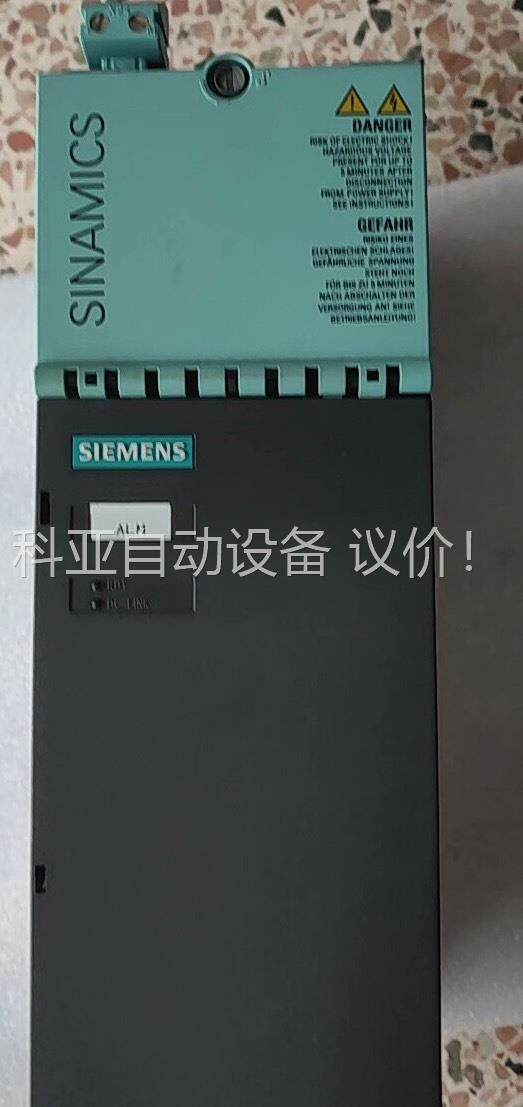 SINAMICS
DANGER
RISK OF ELECTRIC SHOCK!
HAZARDOUS VOLTAGE
PRESENT FOR UP TO
5 MINUTES AFTER
DISCONNECTION
FROM POWER SUPPLY!
SEE INSTRUCTIONS!
GEFAHR
RISIKO EINES
ELEKTRISCHEN SCHLAGES!
GEFÄHRLICHE SPANNUNG
STEHT NOCH
FÜR BIS ZU 5 MINUTEN
NACH ABSCHALTEN DER
VERSORGUNG AN! SIEHE
BETRIEBSANLEITUNG!
SIEMENS
ALM
科亚自动设备 议价!
RDY
DC LINK